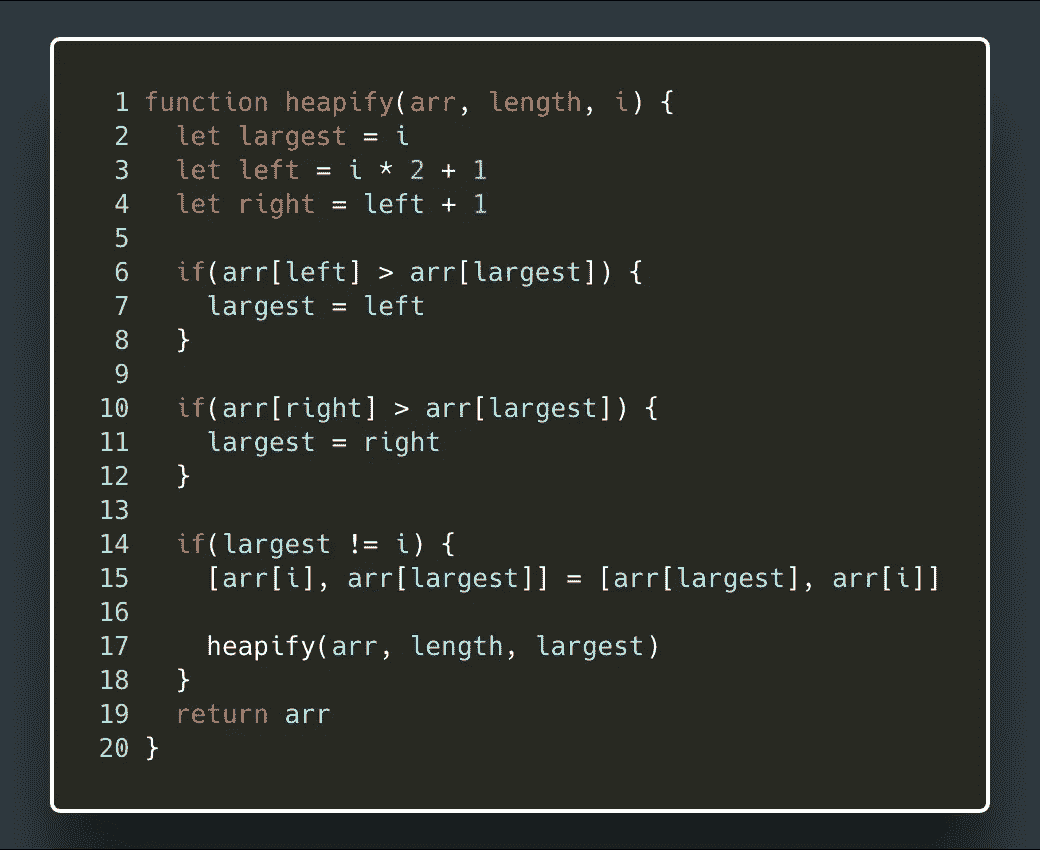 1 function heapify(arr, length, i) {
2   let largest = i
3   let left = i * 2 + 1
4   let right = left + 1
5
6   if(arr[left] > arr[largest]) {
7     largest = left
8   }
9
10   if(arr[right] > arr[largest]) {
11     largest = right
12   }
13
14   if(largest != i) {
15     [arr[i], arr[largest]] = [arr[largest], arr[i]]
16
17     heapify(arr, length, largest)
18   }
19   return arr
20 }